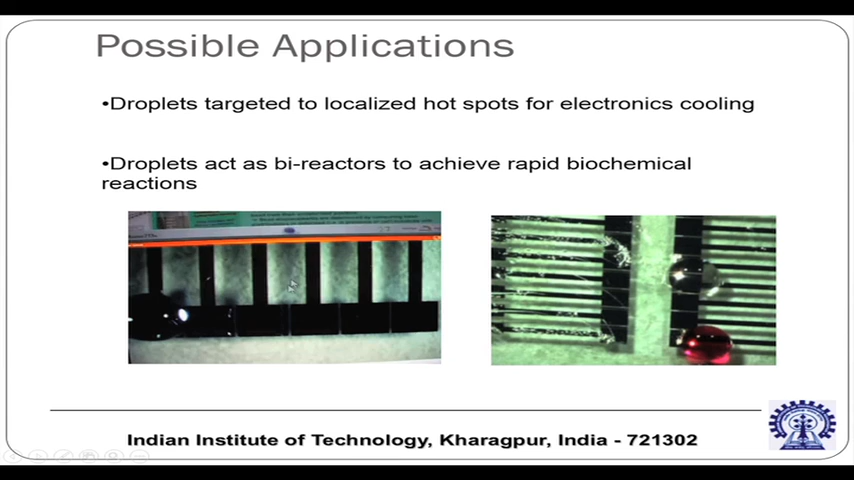 Possible Applications
•Droplets targeted to localized hot spots for electronics cooling
•Droplets act as bi-reactors to achieve rapid biochemical
reactions
Indian Institute of Technology, Kharagpur, India - 721302